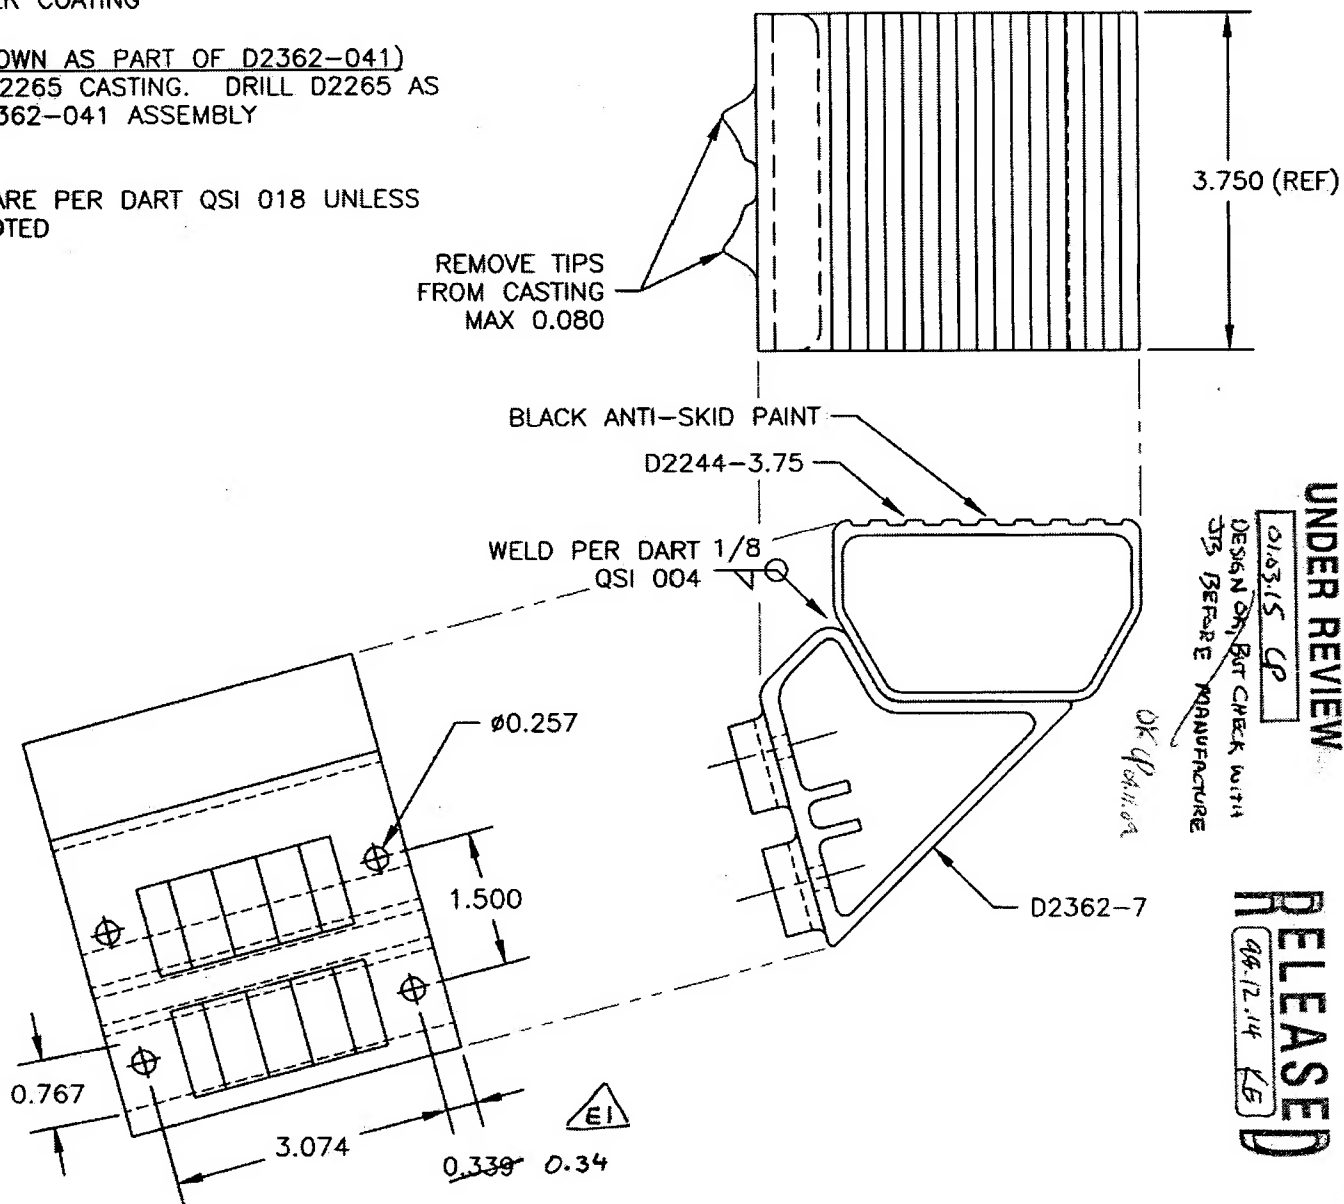 ER COATING
OWN AS PART OF D2362-041)
2265 CASTING. DRILL D2265 AS
362-041 ASSEMBLY
ARE PER DART QSI 018 UNLESS
OTED
3.750 (REF)
REMOVE TIPS
FROM CASTING
MAX 0.080
BLACK ANTI-SKID PAINT
D2244-3.75
WELD PER DART 1/8
QSI 004
UNDER REVIEW
01.03.15 CP
DESIGN OK, BUT CHECK WITH
JB BEFORE MANUFACTURE
OK CP
ø0.257
1.500
D2362-7
RELEASED
0.767
3.074
E1
0.339 0.34